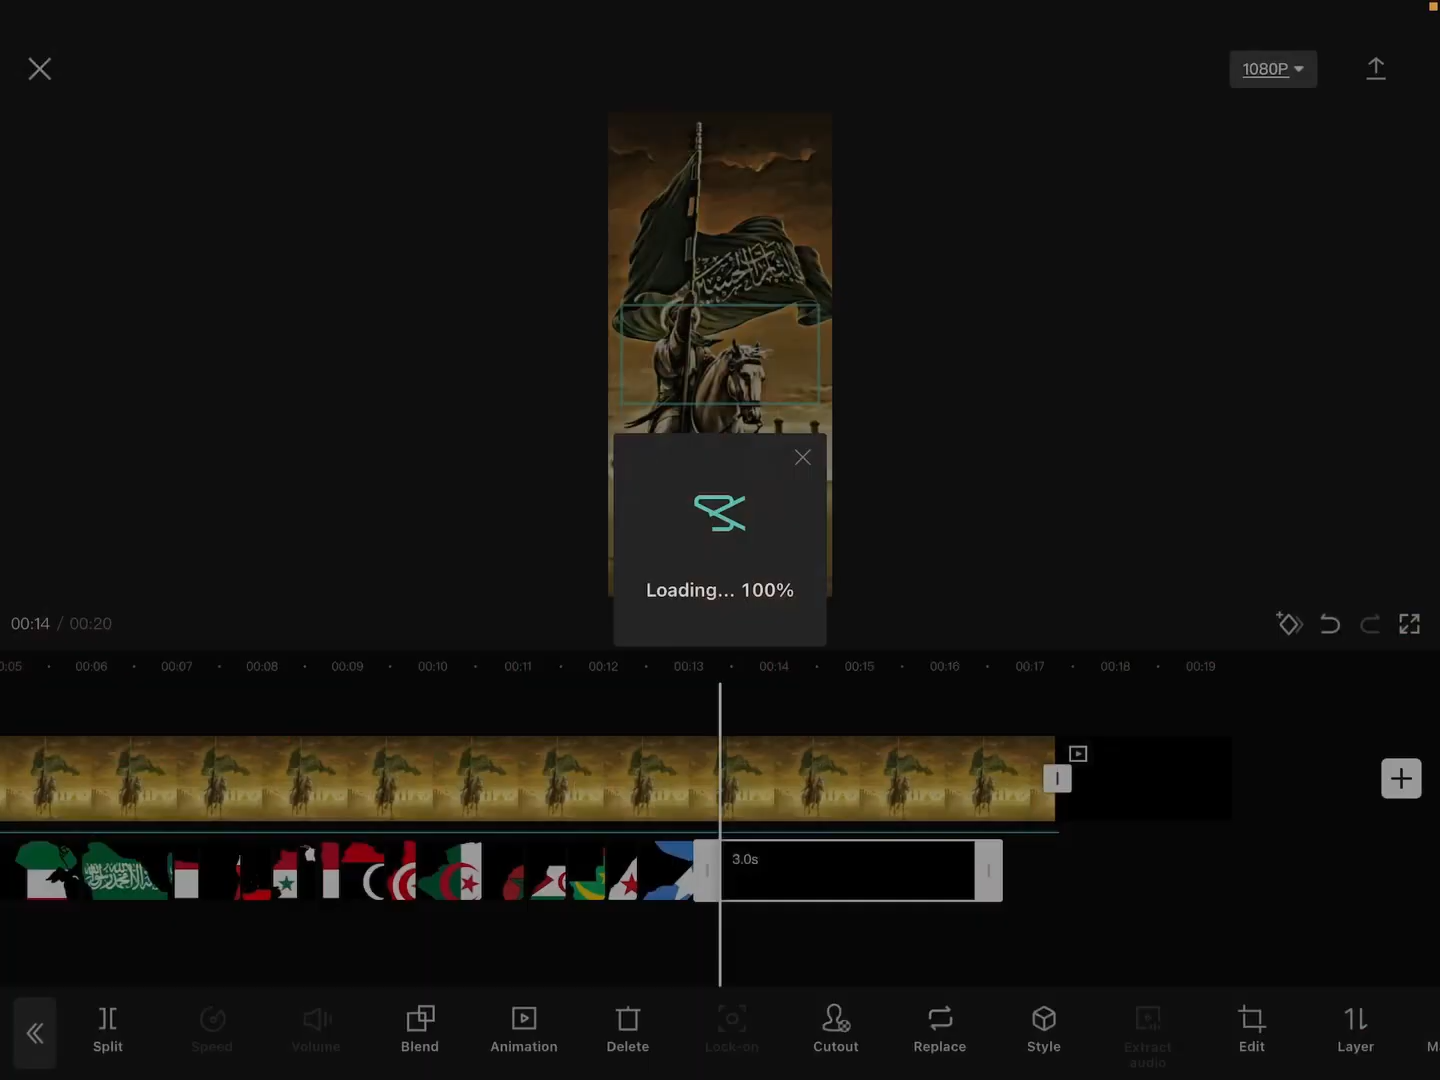 1080P
Loading... 100%
00:14 / 00:20
0:05 00:06 00:07 00:08 00:09 00:10 00:11 00:12 00:13 00:14 00:15 00:16 00:17 00:18 00:19
3.0s
Split
Speed
Volume
Blend
Animation
Delete
Lock-on
Cutout
Replace
Style
Extract
audio
Edit
Layer